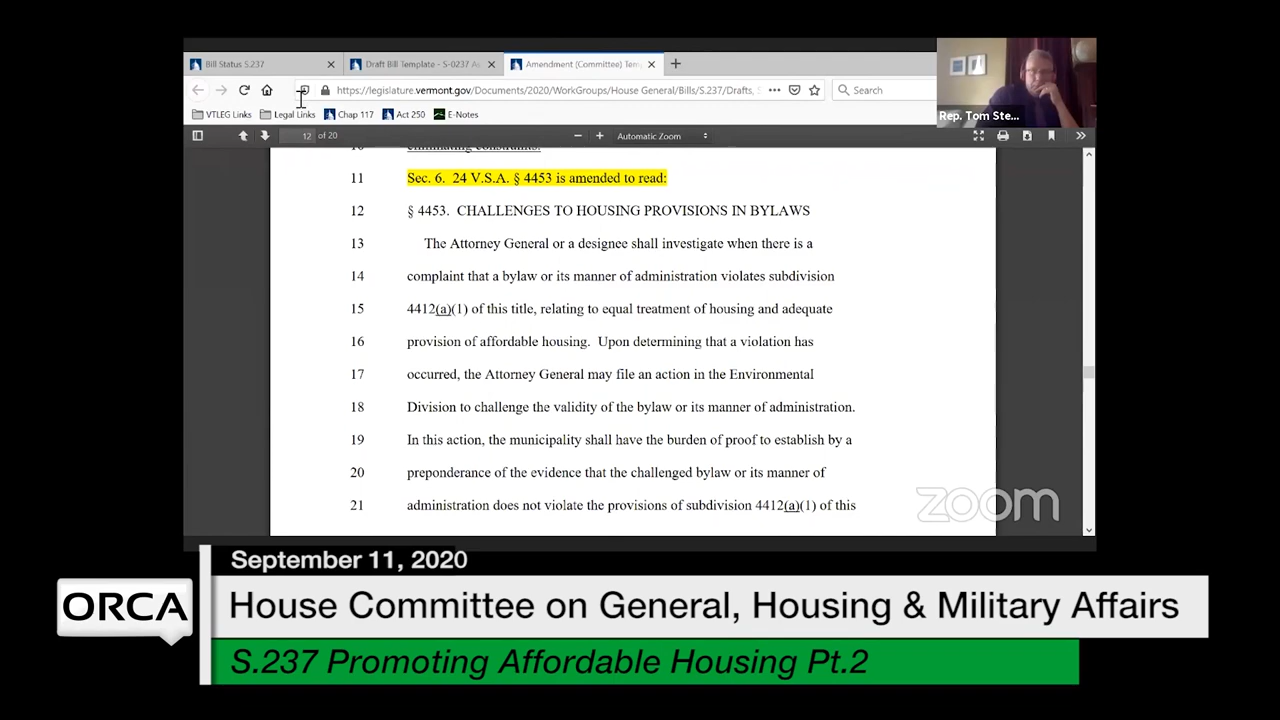 Bill Status S.237
Draft Bill Template - S-0237 A
Amendment (Committee) Tem
https://legislature.vermont.gov/Documents/2020/WorkGroups/House General/Bills/S.237/Drafts, S
Search
VTLEG Links Legal Links Chap 117 Act 250 E-Notes
Rep. Tom Ste...
12 of 20
Automatic Zoom
10 eliminating constraints.
11 Sec. 6. 24 V.S.A. § 4453 is amended to read:
12 § 4453. CHALLENGES TO HOUSING PROVISIONS IN BYLAWS
13 The Attorney General or a designee shall investigate when there is a
14 complaint that a bylaw or its manner of administration violates subdivision
15 4412(a)(1) of this title, relating to equal treatment of housing and adequate
16 provision of affordable housing. Upon determining that a violation has
17 occurred, the Attorney General may file an action in the Environmental
18 Division to challenge the validity of the bylaw or its manner of administration.
19 In this action, the municipality shall have the burden of proof to establish by a
20 preponderance of the evidence that the challenged bylaw or its manner of
21 administration does not violate the provisions of subdivision 4412(a)(1) of this
zoom
September 11, 2020
ORCA
House Committee on General, Housing & Military Affairs
S.237 Promoting Affordable Housing Pt.2